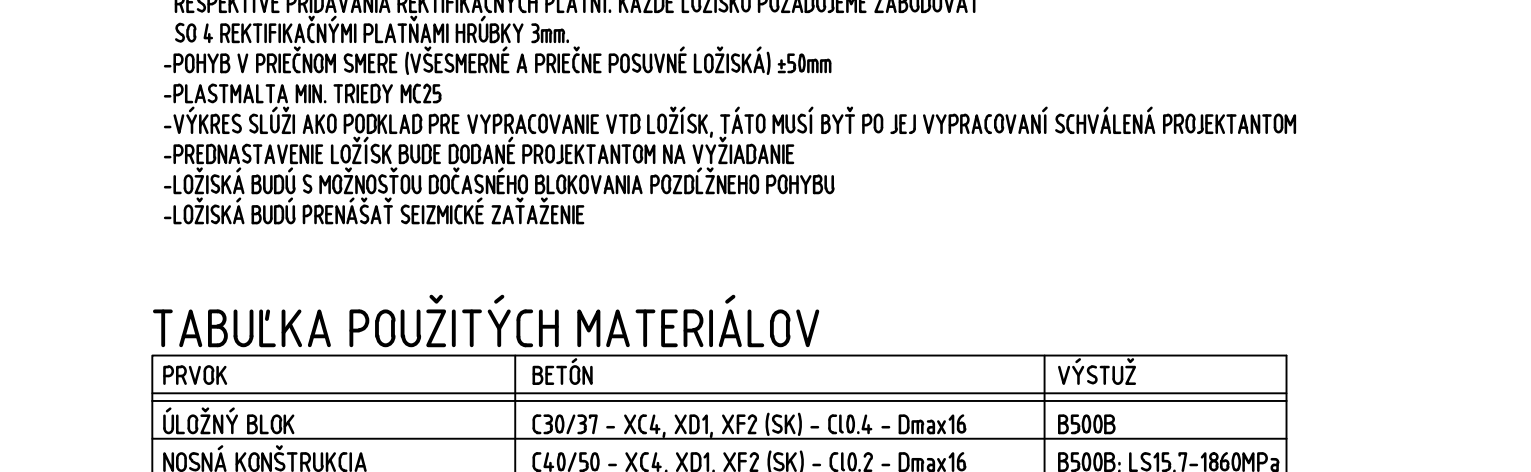 RESPEKTÍVE PRIDÁVANIA REKTIFIKAČNÝCH PLATNÍ. KAŽDÉ LOŽISKO POŽADUJEME ZABUDOVAŤ
SO 4 REKTIFIKAČNÝMI PLATŇAMI HRÚBKY 3mm.
-POHYB V PRIEČNOM SMERE (VŠESMERNÉ A PRIEČNE POSUVNÉ LOŽISKÁ) ±50mm
-PLASTMALTA MIN. TRIEDY MC25
-VÝKRES SLÚŽI AKO PODKLAD PRE VYPRACOVANIE VTD LOŽÍSK, TÁTO MUSÍ BYŤ PO JEJ VYPRACOVANÍ SCHVÁLENÁ PROJEKTANTOM
-PREDNASTAVENIE LOŽÍSK BUDE DODANÉ PROJEKTANTOM NA VYŽIADANIE
-LOŽISKÁ BUDÚ S MOŽNOSŤOU DOČASNÉHO BLOKOVANIA POZDĹŽNEHO POHYBU
-LOŽISKÁ BUDÚ PRENÁŠAŤ SEIZMICKÉ ZAŤAŽENIE
TABUĽKA POUŽITÝCH MATERIÁLOV
PRVOK BETÓN VÝSTUŽ
ÚLOŽNÝ BLOK C30/37 - XC4, XD1, XF2 (SK) - Cl0.4 - Dmax16 B500B
NOSNÁ KONŠTRUKCIA C40/50 - XC4, XD1, XF2 (SK) - Cl0.2 - Dmax16 B500B; LS15,7-1860MPa